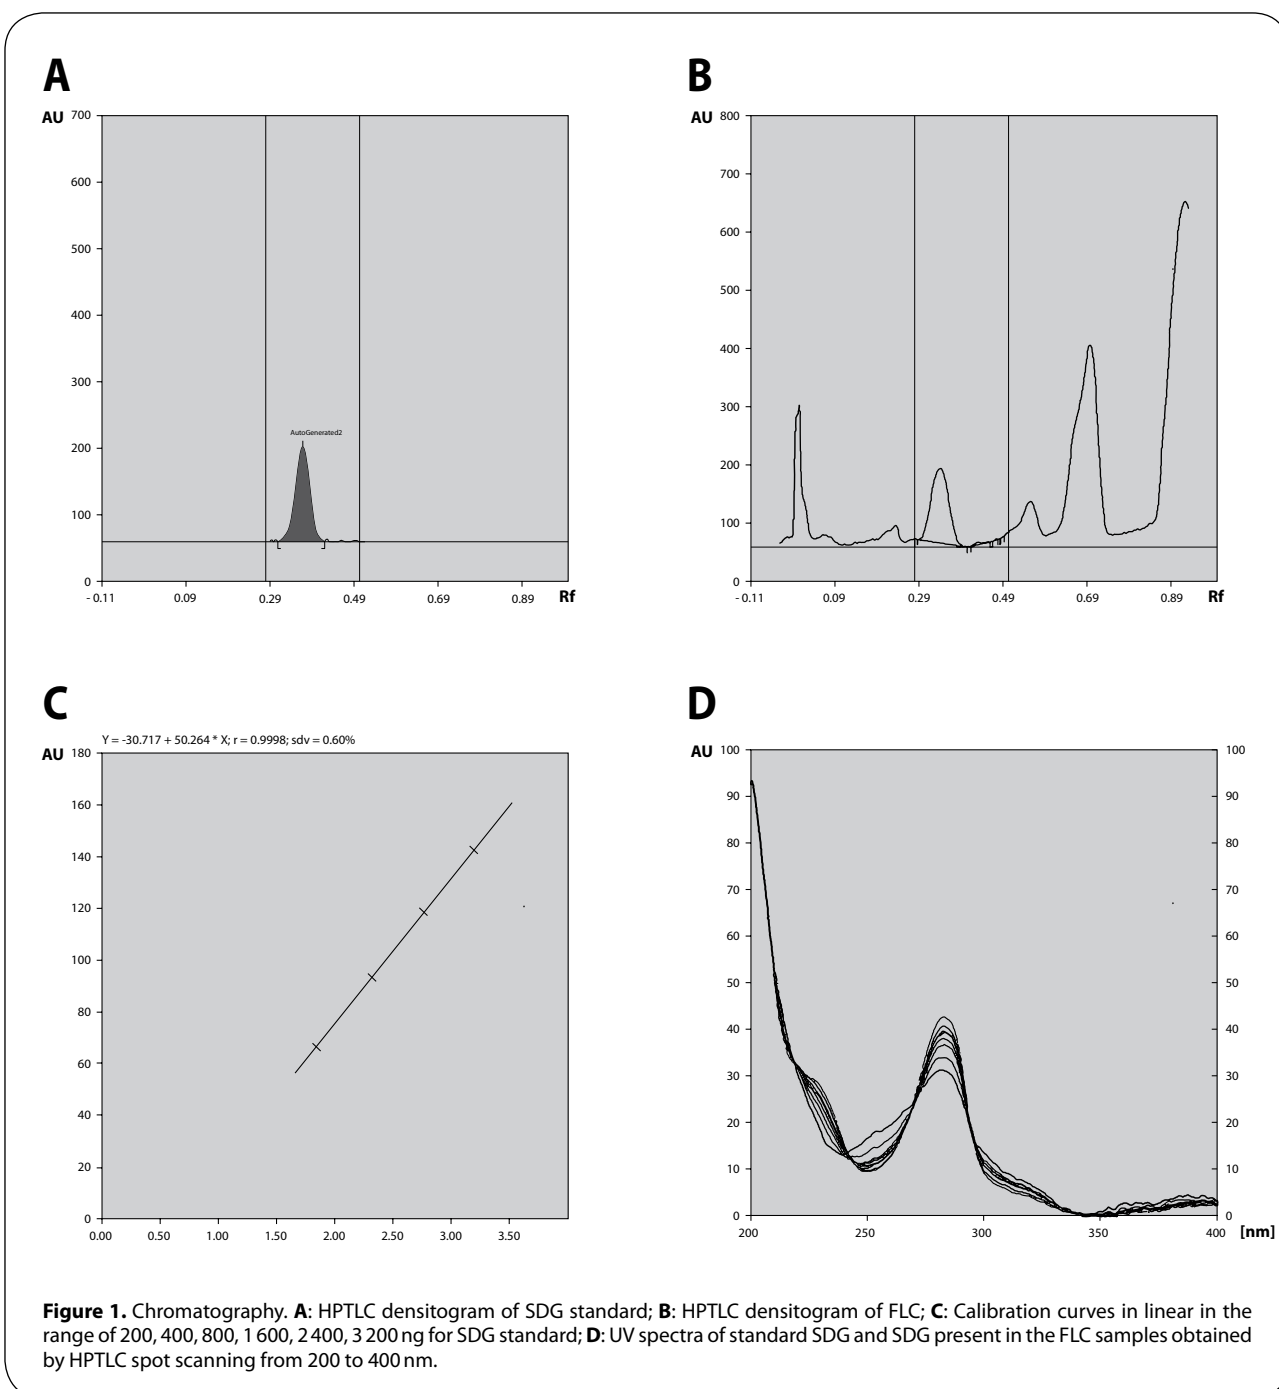 A
B
AU 700
600
500
400
300
200
100
0
AutoGenerated2
- 0.11 0.09 0.29 0.49 0.69 0.89 Rf
AU 800
700
600
500
400
300
200
100
0
- 0.11 0.09 0.29 0.49 0.69 0.89 Rf
C
D
Y = -30.717 + 50.264 * X; r = 0.9998; sdv = 0.60%
AU 180
160
140
120
100
80
60
40
20
0
0.00 0.50 1.00 1.50 2.00 2.50 3.00 3.50
AU 100 100
90 90
80 80
70 70
60 60
50 50
40 40
30 30
20 20
10 10
0 0
200 250 300 350 400 [nm]
Figure 1. Chromatography. A: HPTLC densitogram of SDG standard; B: HPTLC densitogram of FLC; C: Calibration curves in linear in the
range of 200, 400, 800, 1 600, 2 400, 3 200 ng for SDG standard; D: UV spectra of standard SDG and SDG present in the FLC samples obtained
by HPTLC spot scanning from 200 to 400 nm.